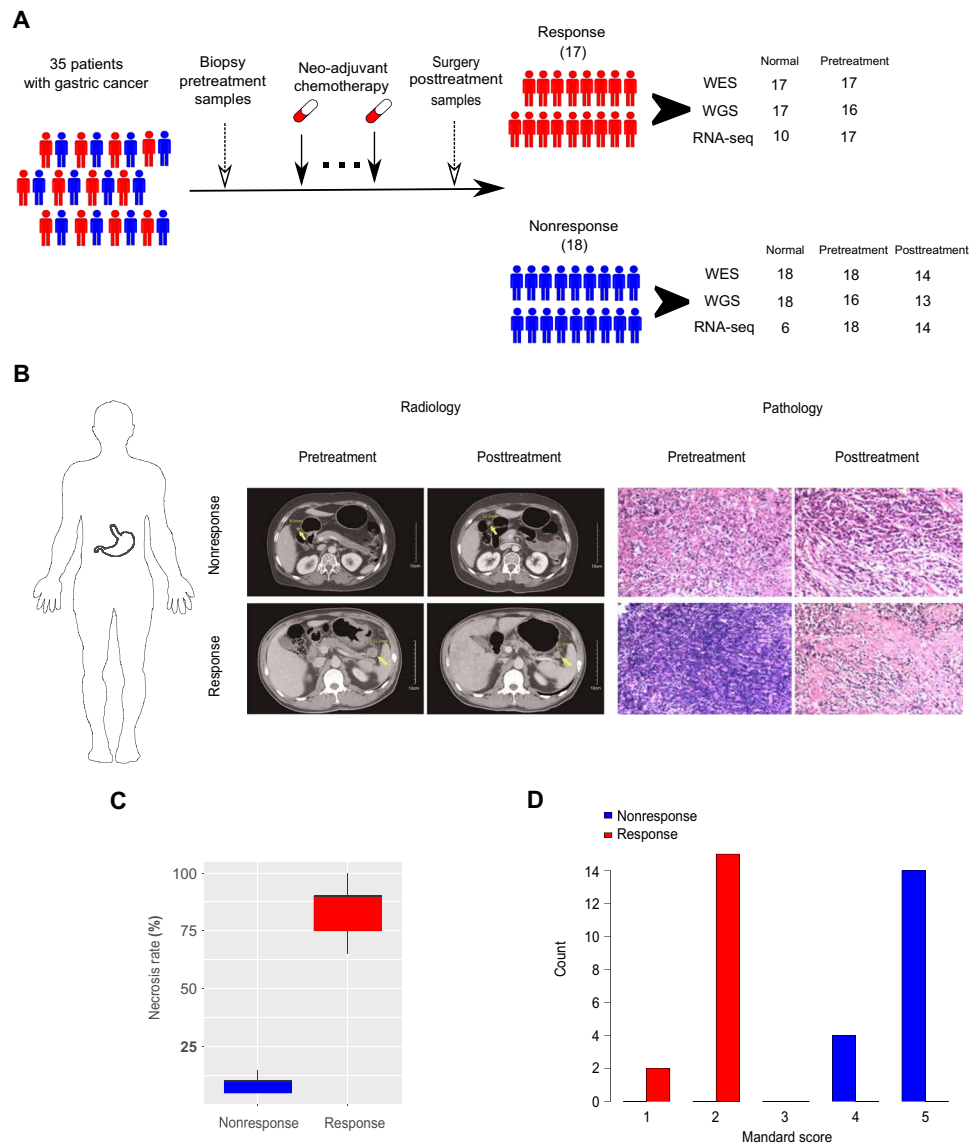 A
35 patients
with gastric cancer
Biopsy
pretreatment
samples
Neo-adjuvant
chemotherapy
Surgery
posttreatment
samples
Response
(17)
Normal Pretreatment
WES 17 17
WGS 17 16
RNA-seq 10 17
Nonresponse
(18)
Normal Pretreatment Posttreatment
WES 18 18 14
WGS 18 16 13
RNA-seq 6 18 14
B
Radiology Pathology
Pretreatment Posttreatment Pretreatment Posttreatment
Nonresponse
10cm 10cm
Response
10cm 10cm
C
Necrosis rate (%)
100
75
50
25
Nonresponse Response
D
Nonresponse
Response
Count
14
12
10
8
6
4
2
0
1 2 3 4 5
Mandard score